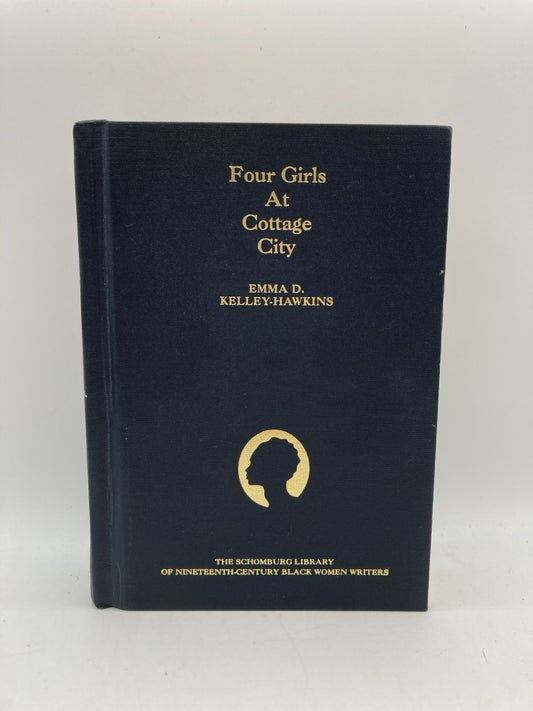 Four Girls
At
Cottage
City
EMMA D.
KELLEY-HAWKINS
THE SCHOMBURG LIBRARY
OF NINETEENTH-CENTURY BLACK WOMEN WRITERS